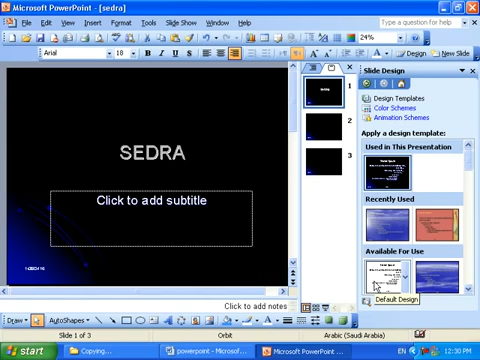 Microsoft PowerPoint - [sedra]
File Edit View Insert Format Tools Slide Show Window Help
Type a question for help
24%
Arial
18
Design
New Slide
SEDRA
Click to add subtitle
1
2
3
Slide Design
Design Templates
Color Schemes
Animation Schemes
Apply a design template:
Used in This Presentation
Recently Used
Available For Use
Default Design
Click to add notes
Draw
AutoShapes
Slide 1 of 3
Orbit
Arabic (Saudi Arabia)
start
Copying...
powerpoint - Microsof...
Microsoft PowerPoint ...
EN
12:30 PM